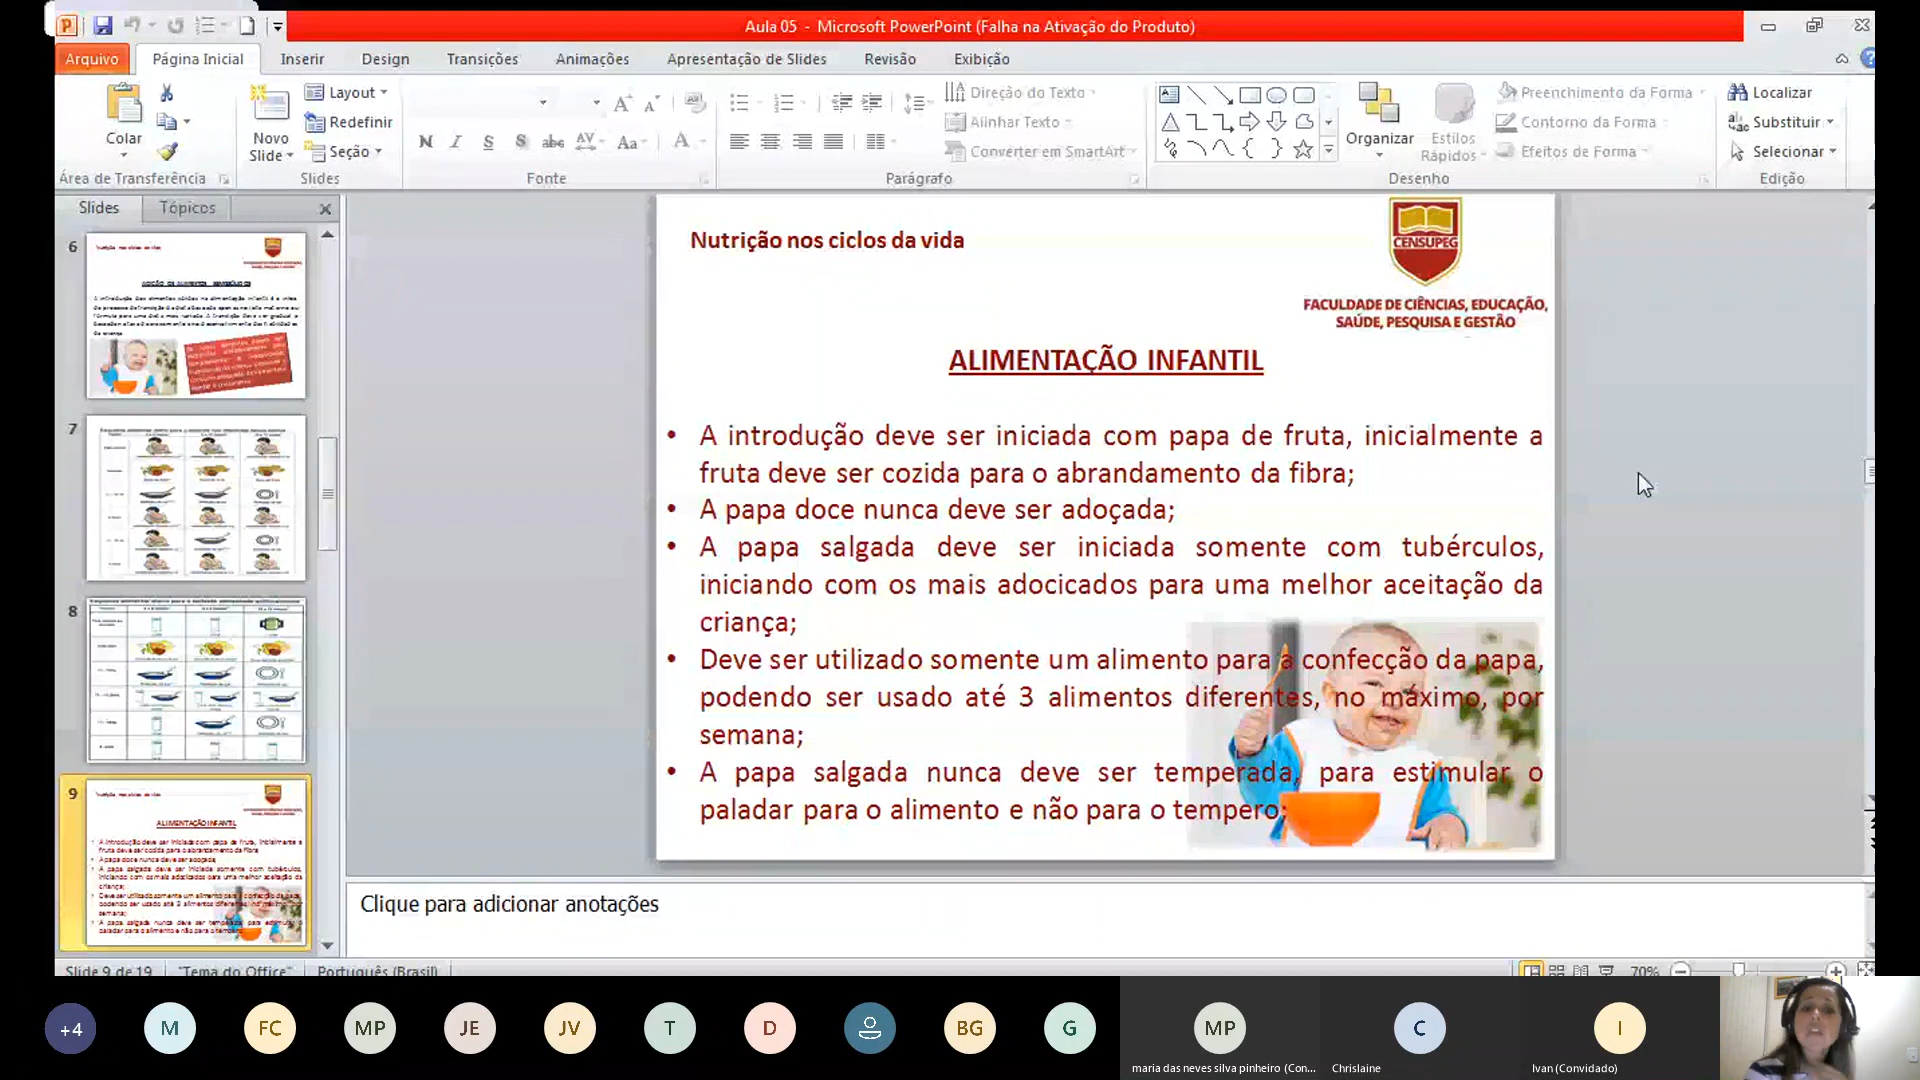 Aula 05 - Microsoft PowerPoint (Falha na Ativação do Produto)
Arquivo Página Inicial Inserir Design Transições Animações Apresentação de Slides Revisão Exibição
Colar
Área de Transferência
Novo Slide
Layout
Redefinir
Seção
Slides
N I S S abc AV Aa A
Fonte
Direção do Texto
Alinhar Texto
Converter em SmartArt
Parágrafo
Organizar
Estilos Rápidos
Preenchimento da Forma
Contorno da Forma
Efeitos de Forma
Desenho
Localizar
Substituir
Selecionar
Edição
Slides Tópicos
6
7
8
9
ALIMENTAÇÃO INFANTIL
Nutrição nos ciclos da vida
CENSUPEG
FACULDADE DE CIÊNCIAS, EDUCAÇÃO,
SAÚDE, PESQUISA E GESTÃO
ALIMENTAÇÃO INFANTIL
• A introdução deve ser iniciada com papa de fruta, inicialmente a
fruta deve ser cozida para o abrandamento da fibra;
• A papa doce nunca deve ser adoçada;
• A papa salgada deve ser iniciada somente com tubérculos,
iniciando com os mais adocicados para uma melhor aceitação da
criança;
• Deve ser utilizado somente um alimento para a confecção da papa,
podendo ser usado até 3 alimentos diferentes, no máximo, por
semana;
• A papa salgada nunca deve ser temperada, para estimular o
paladar para o alimento e não para o tempero;
Clique para adicionar anotações
Slide 9 de 19 "Tema do Office" Português (Brasil) 70%
+4 M FC MP JE JV T D BG G MP C I
maria das neves silva pinheiro (Con... Chrislaine Ivan (Convidado)